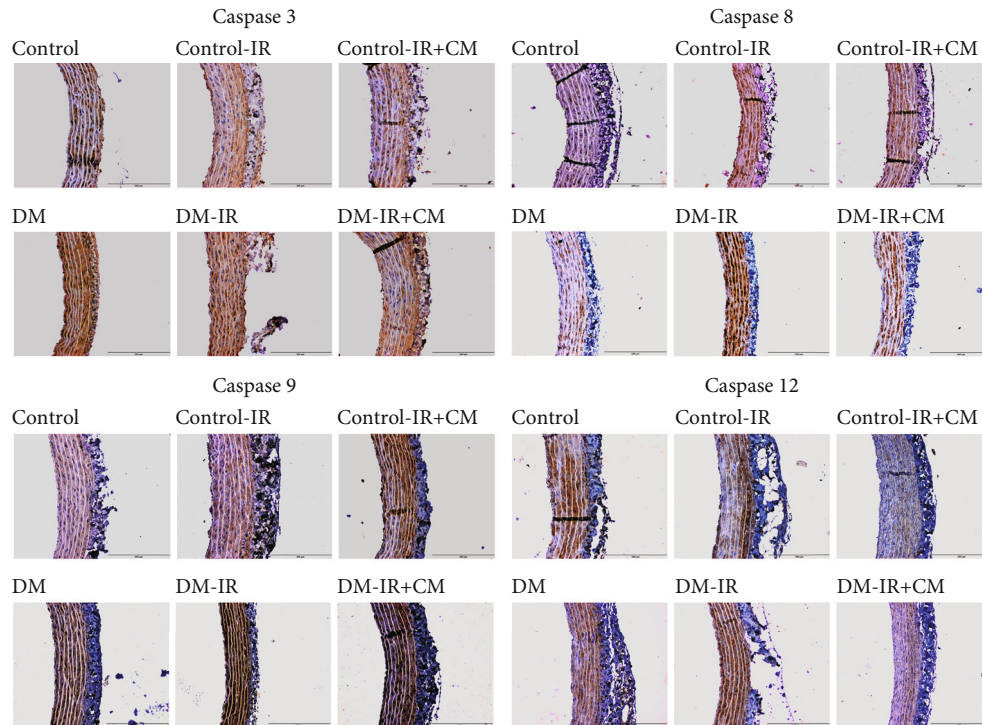 Caspase 3
Control
Control-IR
Control-IR+CM
DM
DM-IR
DM-IR+CM
Caspase 8
Control
Control-IR
Control-IR+CM
DM
DM-IR
DM-IR+CM
Caspase 9
Control
Control-IR
Control-IR+CM
DM
DM-IR
DM-IR+CM
Caspase 12
Control
Control-IR
Control-IR+CM
DM
DM-IR
DM-IR+CM